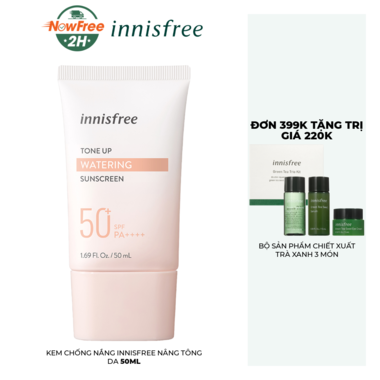 NowFree
2H
innisfree
innisfree
TONE UP
WATERING
SUNSCREEN
50+
SPF
PA++++
1.69 Fl. Oz. / 50 mL
KEM CHỐNG NẮNG INNISFREE NÂNG TÔNG
DA 50ML
ĐƠN 399K TẶNG TRỊ
GIÁ 220K
innisfree
BỘ SẢN PHẨM CHIẾT XUẤT
TRÀ XANH 3 MÓN